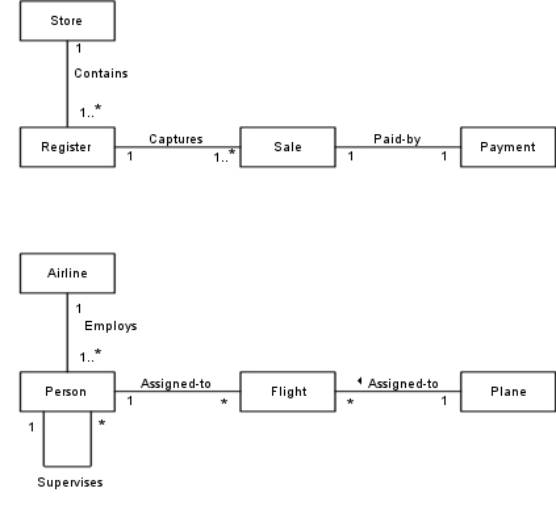 Store
1
Contains
1..*
Register
Captures
1
1..*
Sale
Paid-by
1
1
Payment
Airline
1
Employs
1..*
Person
Assigned-to
1
*
Flight
Assigned-to
*
1
Plane
1
*
Supervises